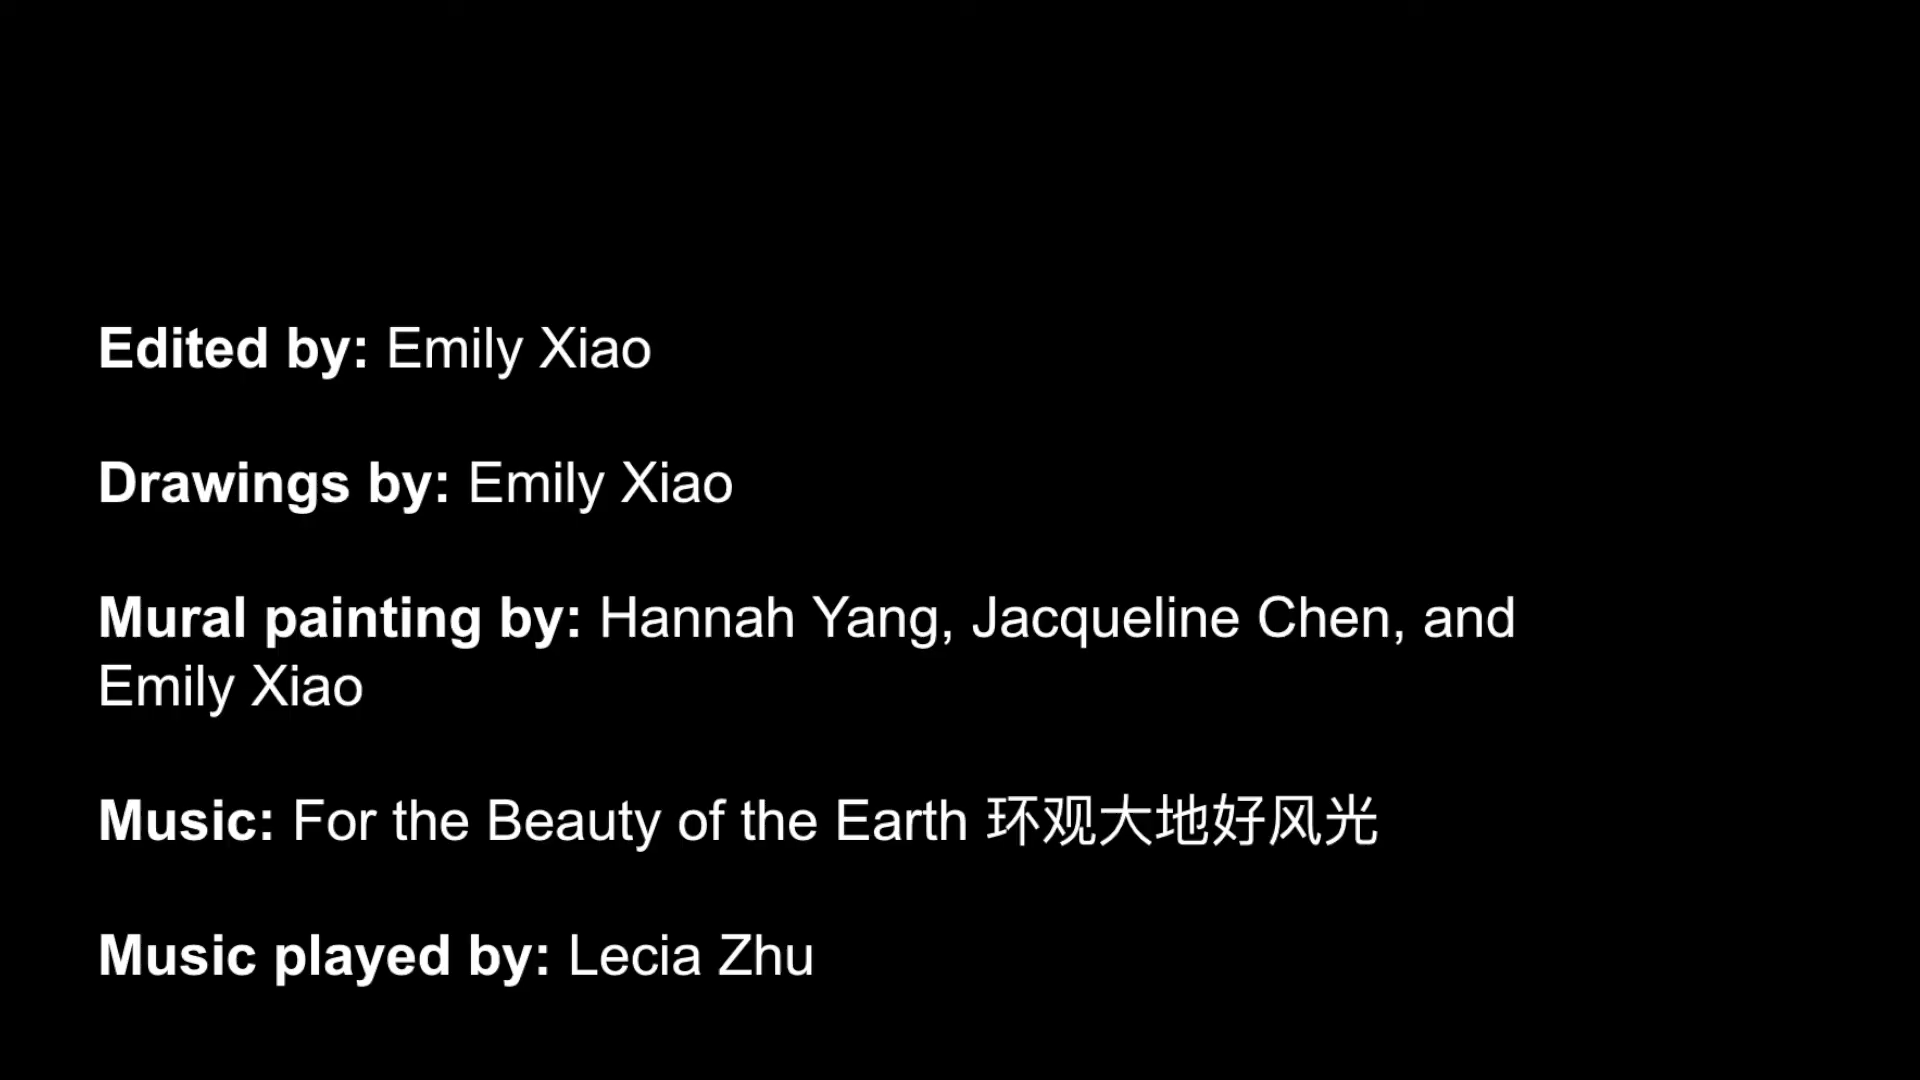 Edited by: Emily Xiao
Drawings by: Emily Xiao
Mural painting by: Hannah Yang, Jacqueline Chen, and
Emily Xiao
Music: For the Beauty of the Earth 环观大地好风光
Music played by: Lecia Zhu